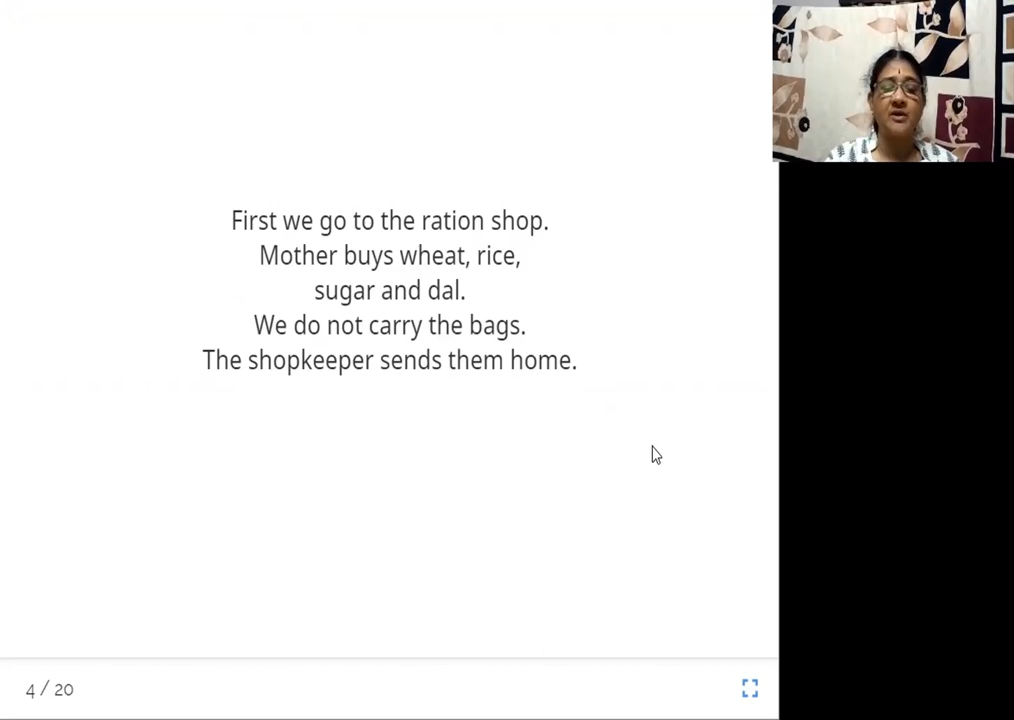 First we go to the ration shop.
Mother buys wheat, rice,
sugar and dal.
We do not carry the bags.
The shopkeeper sends them home.
4 / 20